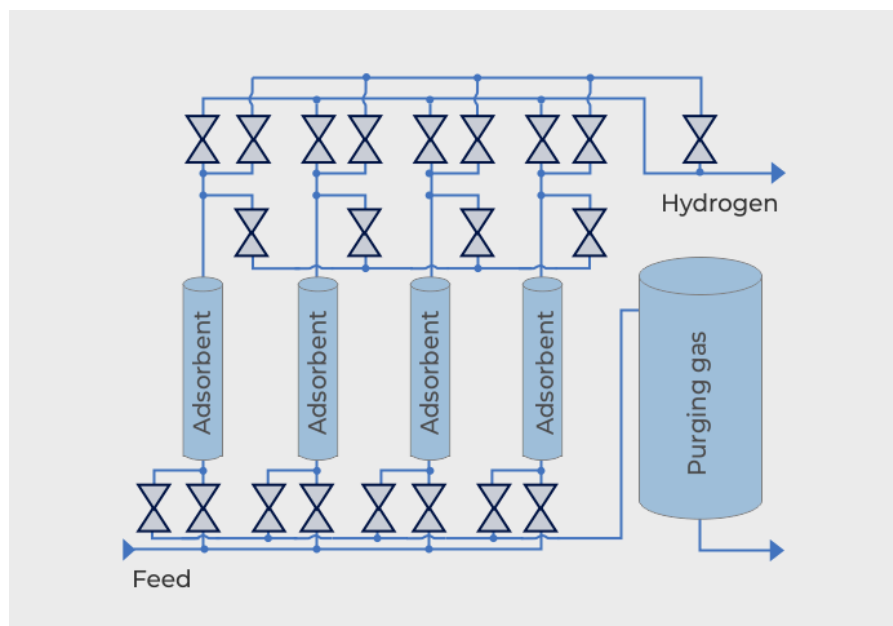 Hydrogen
Adsorbent
Adsorbent
Adsorbent
Adsorbent
Purging gas
Feed